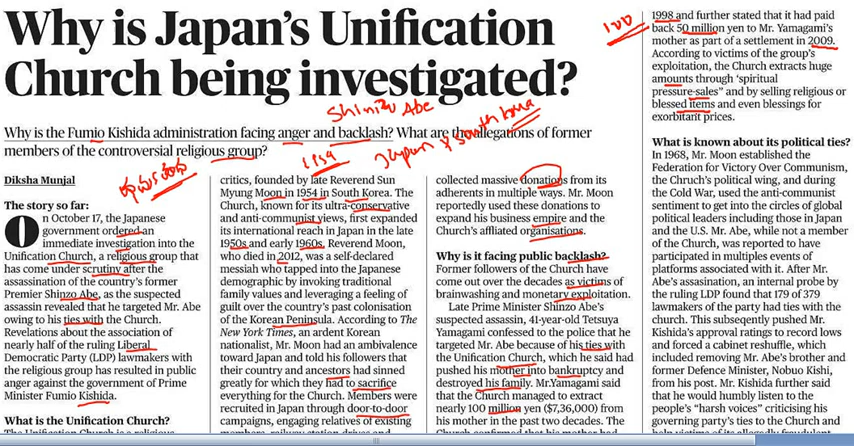 Why is Japan's Unification
Church being investigated?
Shinzo Abe
Why is the Fumio Kishida administration facing anger and backlash? What are the allegations of former
members of the controversial religious group?
Japan & South Korea
Diksha Munjal
The story so far:
On October 17, the Japanese
government ordered an
immediate investigation into the
Unification Church, a religious group that
has come under scrutiny after the
assassination of the country's former
Premier Shinzo Abe, as the suspected
assassin revealed that he targeted Mr. Abe
owing to his ties with the Church.
Revelations about the association of
nearly half of the ruling Liberal
Democratic Party (LDP) lawmakers with
the religious group has resulted in public
anger against the government of Prime
Minister Fumio Kishida.
What is the Unification Church?
The Unification Church is a religious
critics, founded by late Reverend Sun
Myung Moon in 1954 in South Korea. The
Church, known for its ultra-conservative
and anti-communist views, first expanded
its international reach in Japan in the late
1950s and early 1960s. Reverend Moon,
who died in 2012, was a self-declared
messiah who tapped into the Japanese
demographic by invoking traditional
family values and leveraging a feeling of
guilt over the country's past colonisation
of the Korean Peninsula. According to The
New York Times, an ardent Korean
nationalist, Mr. Moon had an ambivalence
toward Japan and told his followers that
their country and ancestors had sinned
greatly for which they had to sacrifice
everything for the Church. Members were
recruited in Japan through door-to-door
campaigns, engaging relatives of existing
members, railway station drives and
collected massive donations from its
adherents in multiple ways. Mr. Moon
reportedly used these donations to
expand his business empire and the
Church's affliated organisations.
Why is it facing public backlash?
Former followers of the Church have
come out over the decades as victims of
brainwashing and monetary exploitation.
Late Prime Minister Shinzo Abe's
suspected assassin, 41-year-old Tetsuya
Yamagami confessed to the police that he
targeted Mr. Abe because of his ties with
the Unification Church, which he said had
pushed his mother into bankruptcy and
destroyed his family. Mr.Yamagami said
that the Church managed to extract
nearly 100 million yen ($7,36,000) from
his mother in the past two decades. The
Church confirmed that his mother had
100
1998 and further stated that it had paid
back 50 million yen to Mr. Yamagami's
mother as part of a settlement in 2009.
According to victims of the group's
exploitation, the Church extracts huge
amounts through 'spiritual
pressure-sales" and by selling religious or
blessed items and even blessings for
exorbitant prices.
What is known about its political ties?
In 1968, Mr. Moon established the
Federation for Victory Over Communism,
the Chruch's political wing, and during
the Cold War, used the anti-communist
sentiment to get into the circles of global
political leaders including those in Japan
and the U.S. Mr. Abe, while not a member
of the Church, was reported to have
participated in multiple events of
platforms associated with it. After Mr.
Abe's assasination, an internal probe by
the ruling LDP found that 179 of 379
lawmakers of the party had ties with the
church. This subseqently pushed Mr.
Kishida's approval ratings to record lows
and forced a cabinet reshuffle, which
included removing Mr. Abe's brother and
former Defence Minister, Nobuo Kishi,
from his post. Mr. Kishida further said
that he would humbly listen to the
people's "harsh voices" criticising his
governing party's ties to the Church and
help victims of its allegedly fraudulent